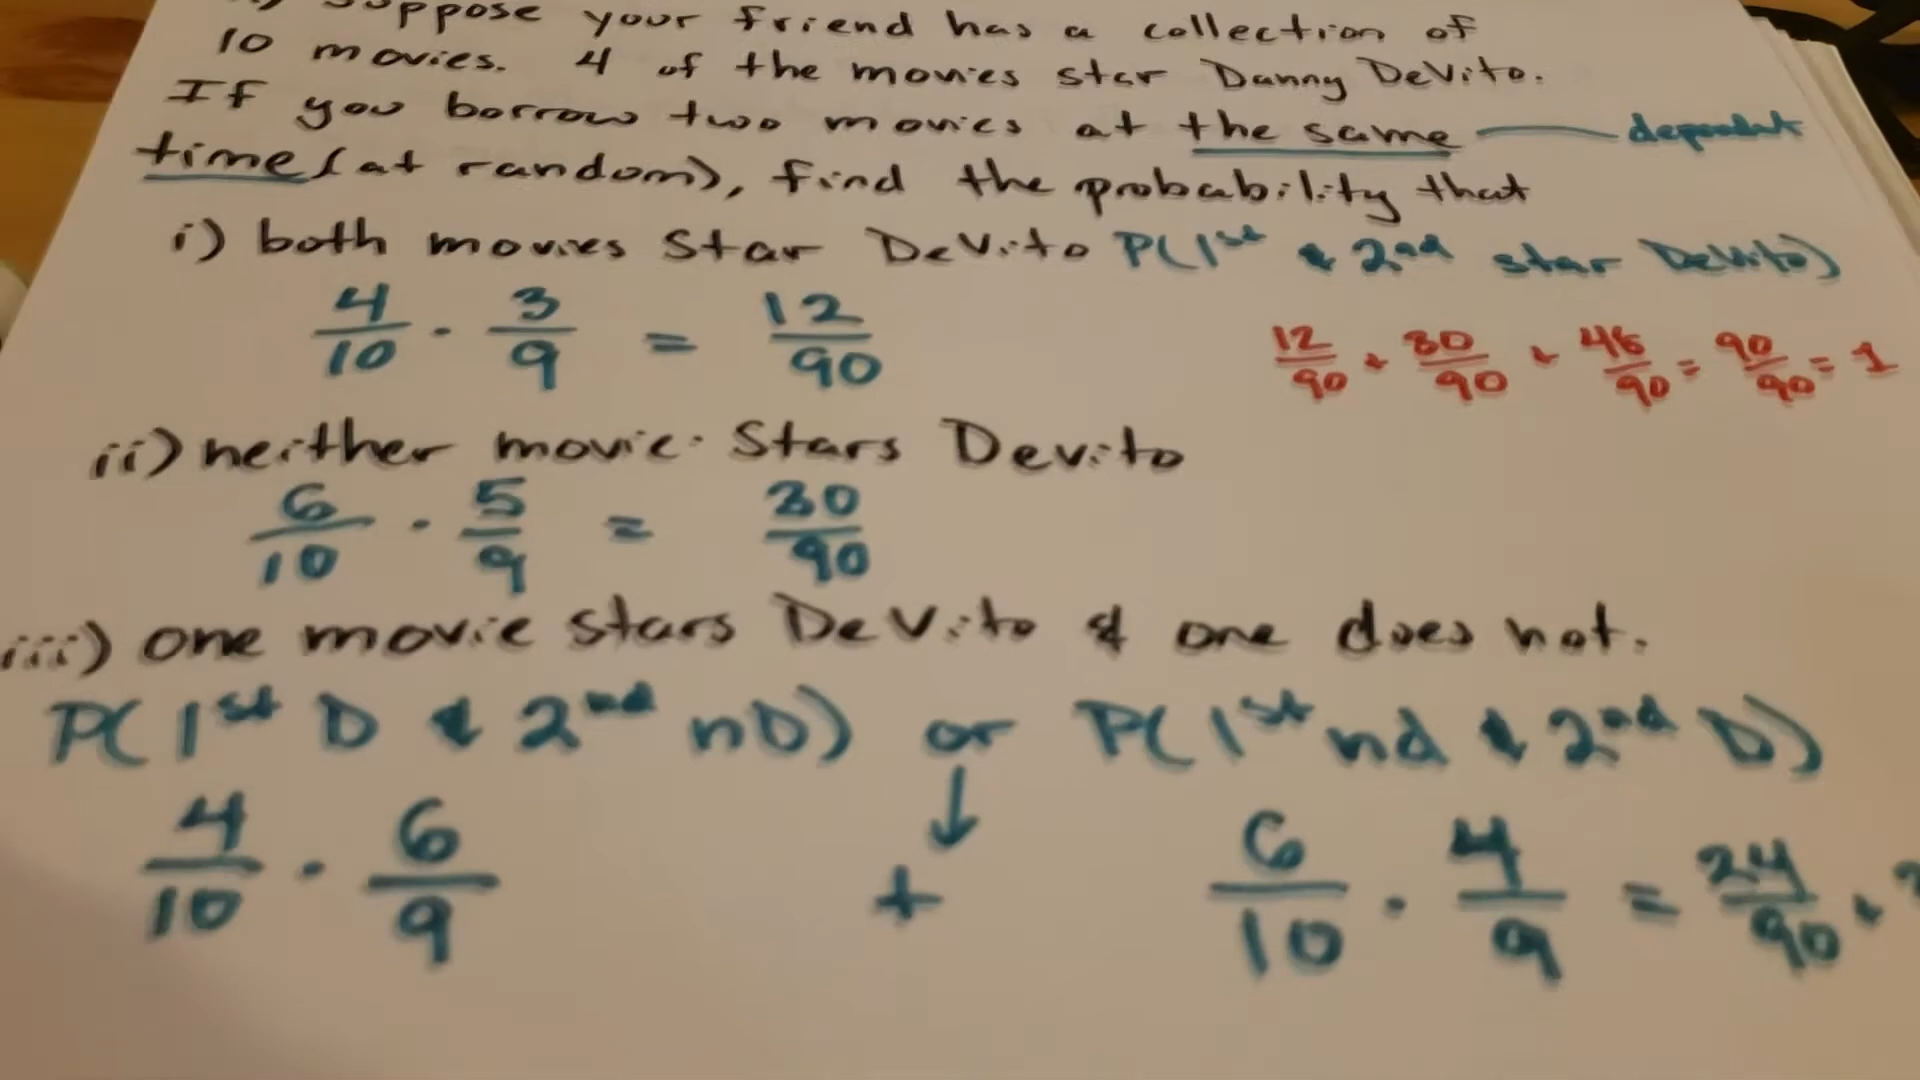 Suppose your friend has a collection of
10 movies. 4 of the movies star Danny DeVito.
If you borrow two movies at the same — dependent
time (at random), find the probability that
i) both movies star DeVito P(1st & 2nd star DeVito)
4/10 · 3/9 = 12/90
12/90 + 30/90 + 48/90 = 90/90 = 1
ii) neither movie stars Devito
6/10 · 5/9 = 30/90
iii) one movie stars DeVito & one does not.
P(1st D & 2nd nD) or P(1st nd & 2nd D)
↓
4/10 · 6/9 + 6/10 · 4/9 = 24/90 +